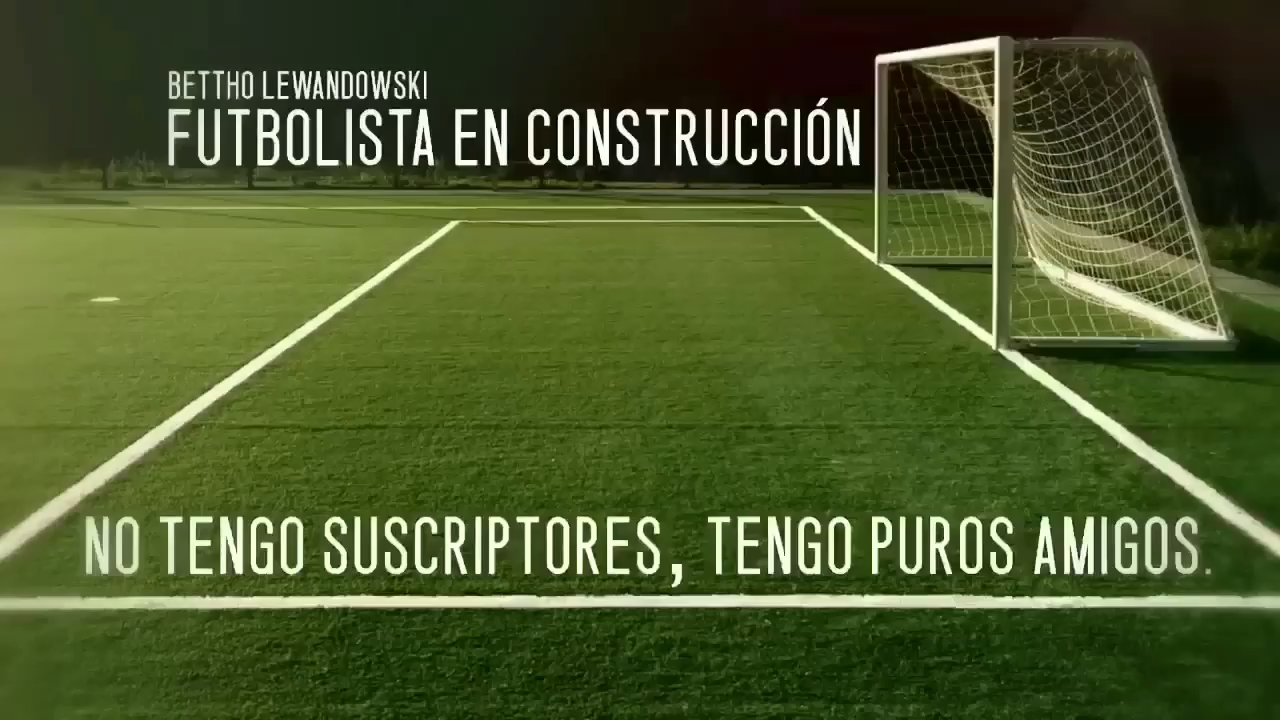 BETTHO LEWANDOWSKI
FUTBOLISTA EN CONSTRUCCIÓN
NO TENGO SUSCRIPTORES, TENGO PUROS AMIGOS.